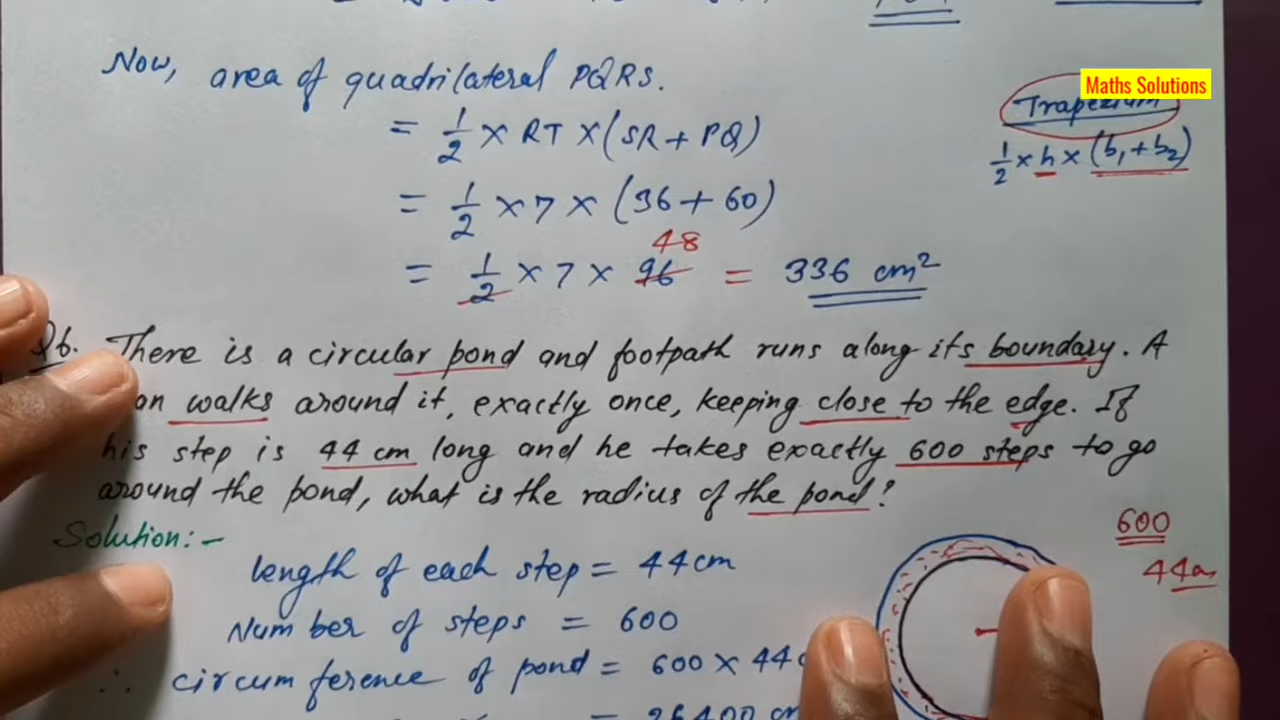 Now, area of quadrilateral PQRS.
= 1/2 × RT × (SR + PQ)
= 1/2 × 7 × (36 + 60)
48
= 1/2 × 7 × 96 = 336 cm²
Maths Solutions
Trapezium
1/2 × h × (b₁ + b₂)
Q6. There is a circular pond and footpath runs along its boundary. A
walks around it, exactly once, keeping close to the edge. If
his step is 44 cm long and he takes exactly 600 steps to go
around the pond, what is the radius of the pond?
Solution:-
600
44
length of each step = 44cm
Number of steps = 600
∴ circumference of pond = 600 × 44
= 26400 cm